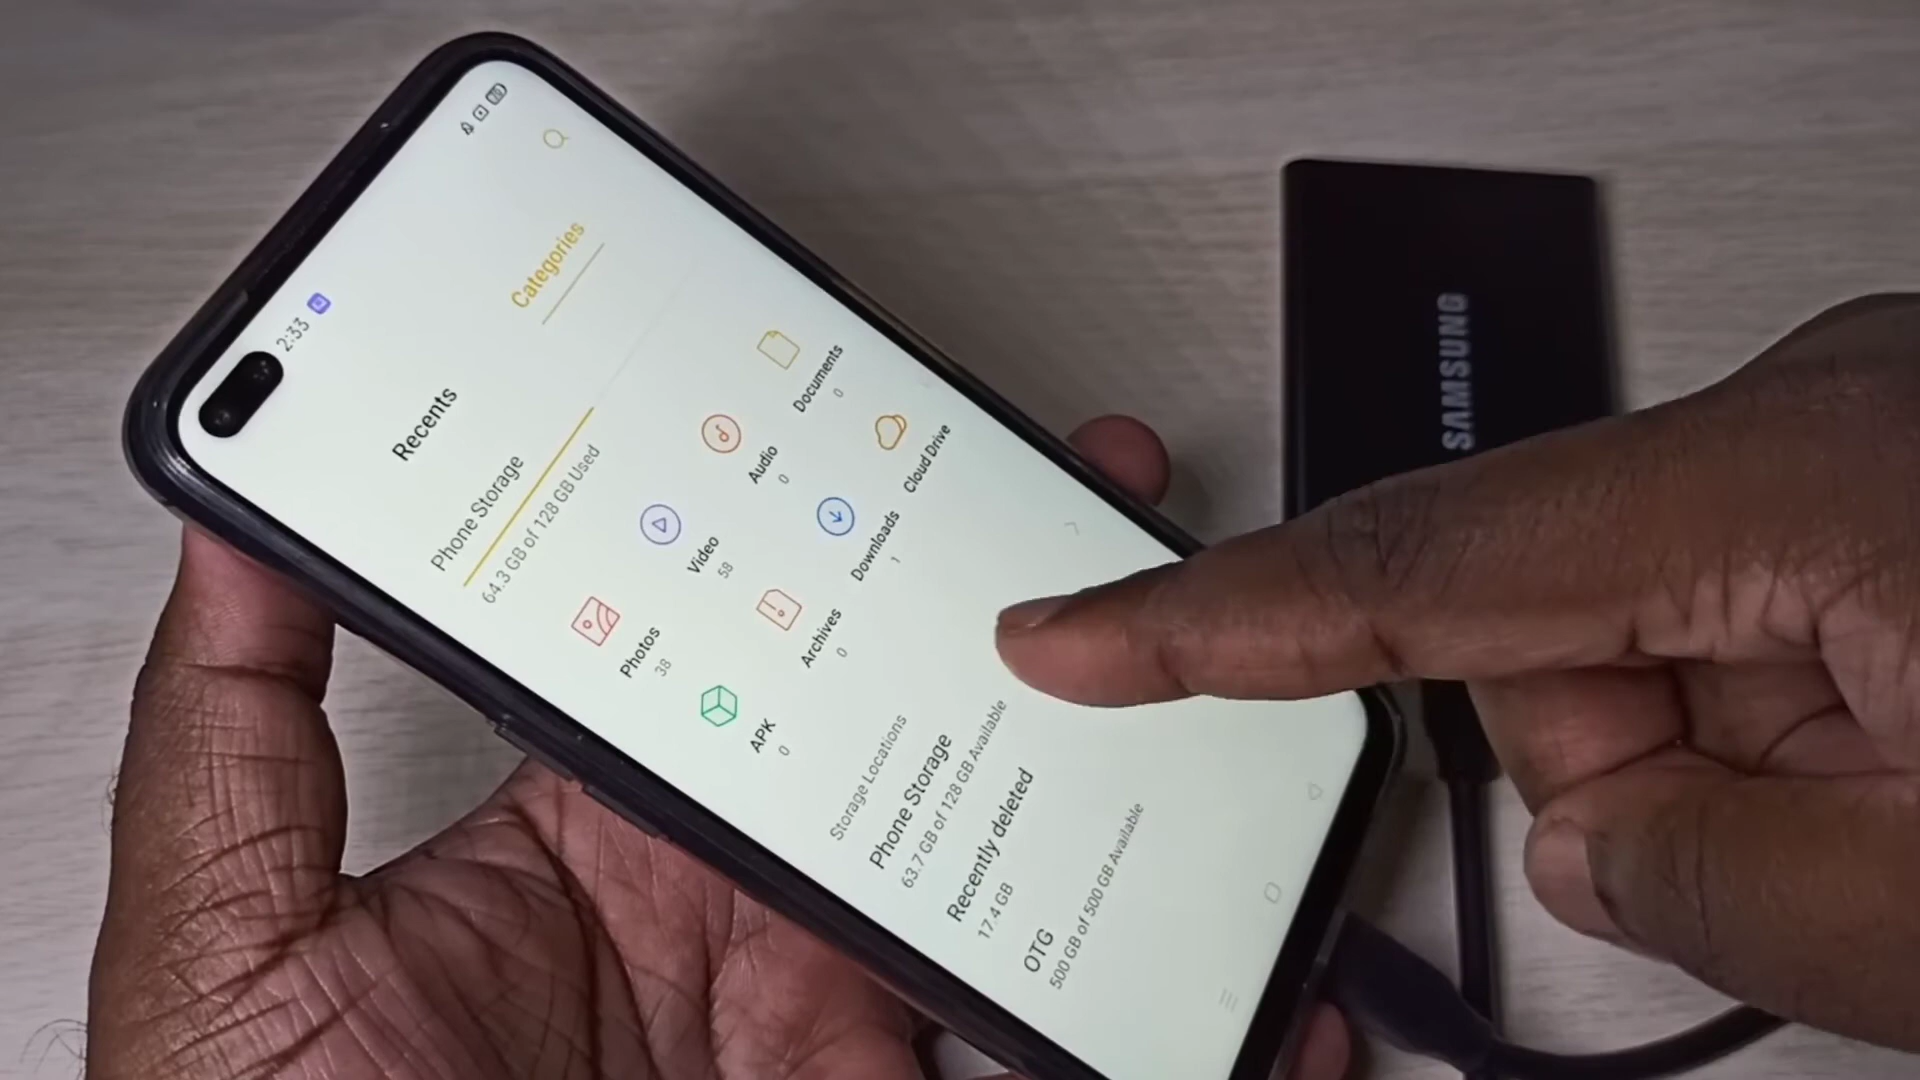 2:33
Recents
Categories
Phone Storage
64.3 GB of 128 GB Used
Photos
38
Video
58
Audio
0
Documents
0
APK
0
Archives
0
Downloads
1
Cloud Drive
Storage Locations
Phone Storage
63.7 GB of 128 GB Available
Recently deleted
17.4 GB
OTG
500 GB of 500 GB Available
SAMSUNG